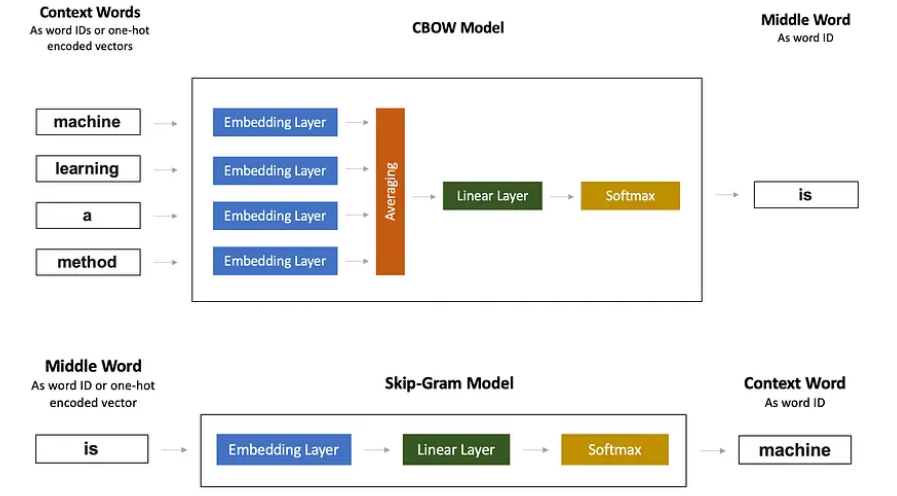 Context Words
As word IDs or one-hot
encoded vectors
CBOW Model
Middle Word
As word ID
machine
learning
a
method
Embedding Layer
Embedding Layer
Embedding Layer
Embedding Layer
Averaging
Linear Layer
Softmax
is
Middle Word
As word ID or one-hot
encoded vector
Skip-Gram Model
Context Word
As word ID
is
Embedding Layer
Linear Layer
Softmax
machine